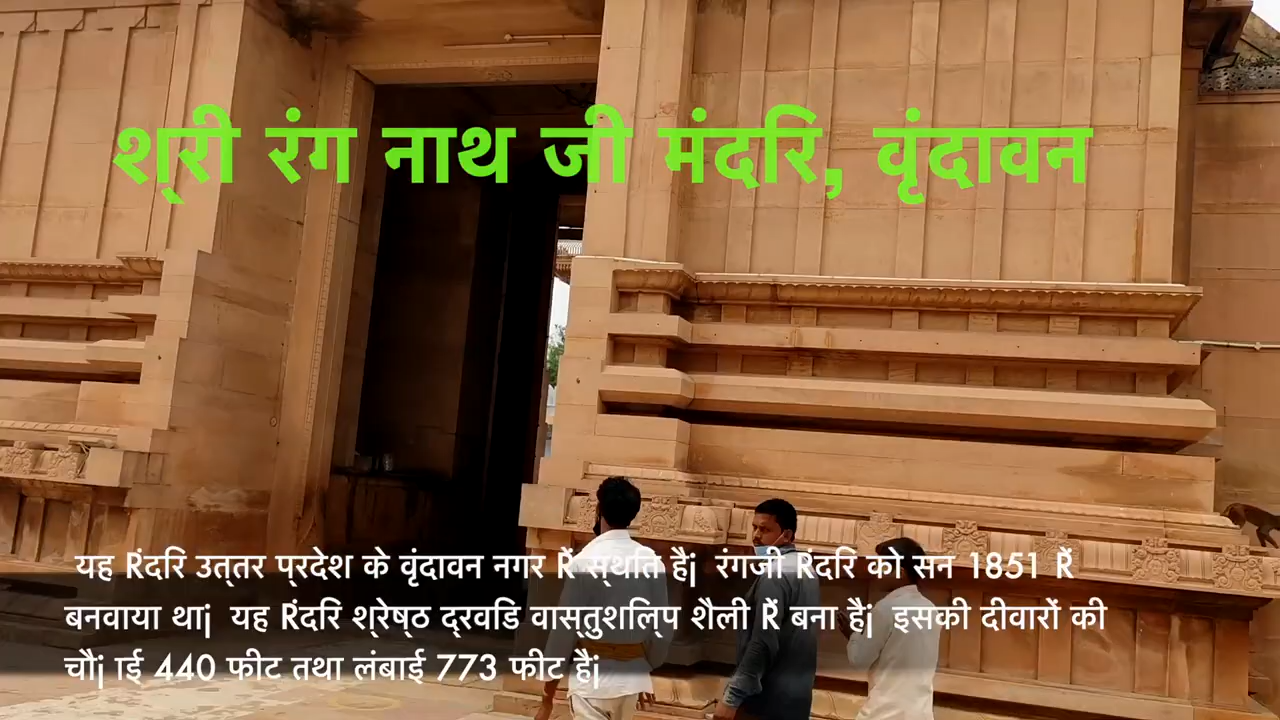 श्री रंग नाथ जी मंदरि, वृंदावन
यह Rंदरि उत्तर प्रदेश के वृंदावन नगर Rें स्थति है¡ रंगजी Rंदरि को सन 1851 Rें
बनवाया था¡ यह Rंदरि श्रेष्ठ द्रवडि वास्तुशल्पि शैली Rें बना है¡ इसकी दीवारों की
चौ¡ ाई 440 फीट तथा लंबाई 773 फीट है¡